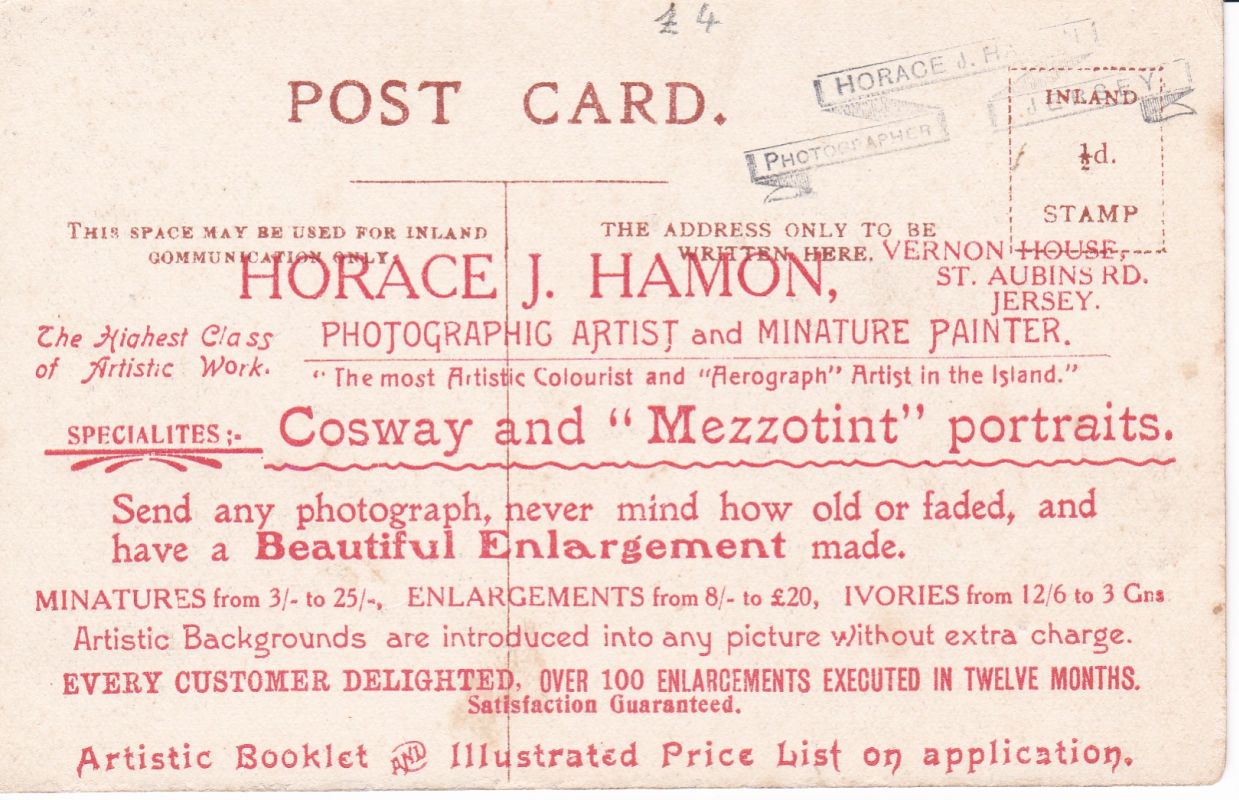 £ 4
POST CARD.
HORACE J. HAMON
PHOTOGRAPHER
JERSEY.
INLAND
½d.
STAMP
THIS SPACE MAY BE USED FOR INLAND
COMMUNICATION ONLY.
THE ADDRESS ONLY TO BE
WRITTEN HERE.
HORACE J. HAMON,
VERNON HOUSE,
ST. AUBINS RD.
JERSEY.
The Highest Class
of Artistic Work.
PHOTOGRAPHIC ARTIST and MINATURE PAINTER.
"The most Artistic Colourist and "Aerograph" Artist in the Island."
SPECIALITES;- Cosway and "Mezzotint" portraits.
Send any photograph, never mind how old or faded, and
have a Beautiful Enlargement made.
MINATURES from 3/- to 25/-, ENLARGEMENTS from 8/- to £20, IVORIES from 12/6 to 3 Gns
Artistic Backgrounds are introduced into any picture without extra charge.
EVERY CUSTOMER DELIGHTED, OVER 100 ENLARGEMENTS EXECUTED IN TWELVE MONTHS.
Satisfaction Guaranteed.
Artistic Booklet AND Illustrated Price List on application.